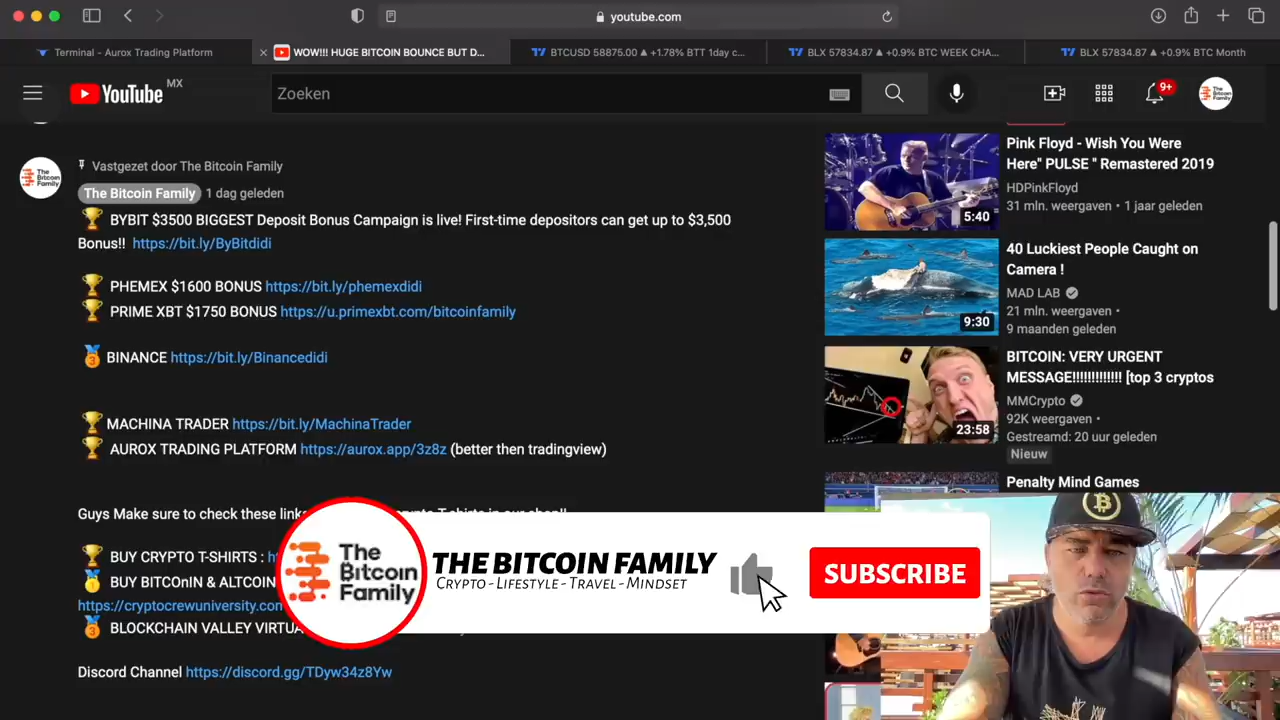 youtube.com
Terminal - Aurox Trading Platform
WOW!!! HUGE BITCOIN BOUNCE BUT D...
BTCUSD 58875.00 ▲ +1.78% BTT 1day c...
BLX 57834.87 ▲ +0.9% BTC WEEK CHA...
BLX 57834.87 ▲ +0.9% BTC Month
YouTube MX
Zoeken
9+
The Bitcoin Family
Vastgezet door The Bitcoin Family
The Bitcoin Family
The Bitcoin Family 1 dag geleden
🏆 BYBIT $3500 BIGGEST Deposit Bonus Campaign is live! First-time depositors can get up to $3,500
Bonus!! https://bit.ly/ByBitdidi
🏆 PHEMEX $1600 BONUS https://bit.ly/phemexdidi
🏆 PRIME XBT $1750 BONUS https://u.primexbt.com/bitcoinfamily
🥉 BINANCE https://bit.ly/Binancedidi
🏆 MACHINA TRADER https://bit.ly/MachinaTrader
🏆 AUROX TRADING PLATFORM https://aurox.app/3z8z (better then tradingview)
Guys Make sure to check these link
🏆 BUY CRYPTO T-SHIRTS :
🥇 BUY BITCOnIN & ALTCOIN
https://cryptocrewuniversity.con
🥉 BLOCKCHAIN VALLEY VIRTUA
Discord Channel https://discord.gg/TDyw34z8Yw
Pink Floyd - Wish You Were
Here" PULSE " Remastered 2019
HDPinkFloyd
31 mln. weergaven • 1 jaar geleden
5:40
40 Luckiest People Caught on
Camera !
MAD LAB
21 mln. weergaven •
9 maanden geleden
9:30
BITCOIN: VERY URGENT
MESSAGE!!!!!!!!!!!!! [top 3 cryptos
MMCrypto
92K weergaven •
Gestreamd: 20 uur geleden
Nieuw
23:58
Penalty Mind Games
The
Bitcoin
Family
THE BITCOIN FAMILY
CRYPTO - LIFESTYLE - TRAVEL - MINDSET
SUBSCRIBE